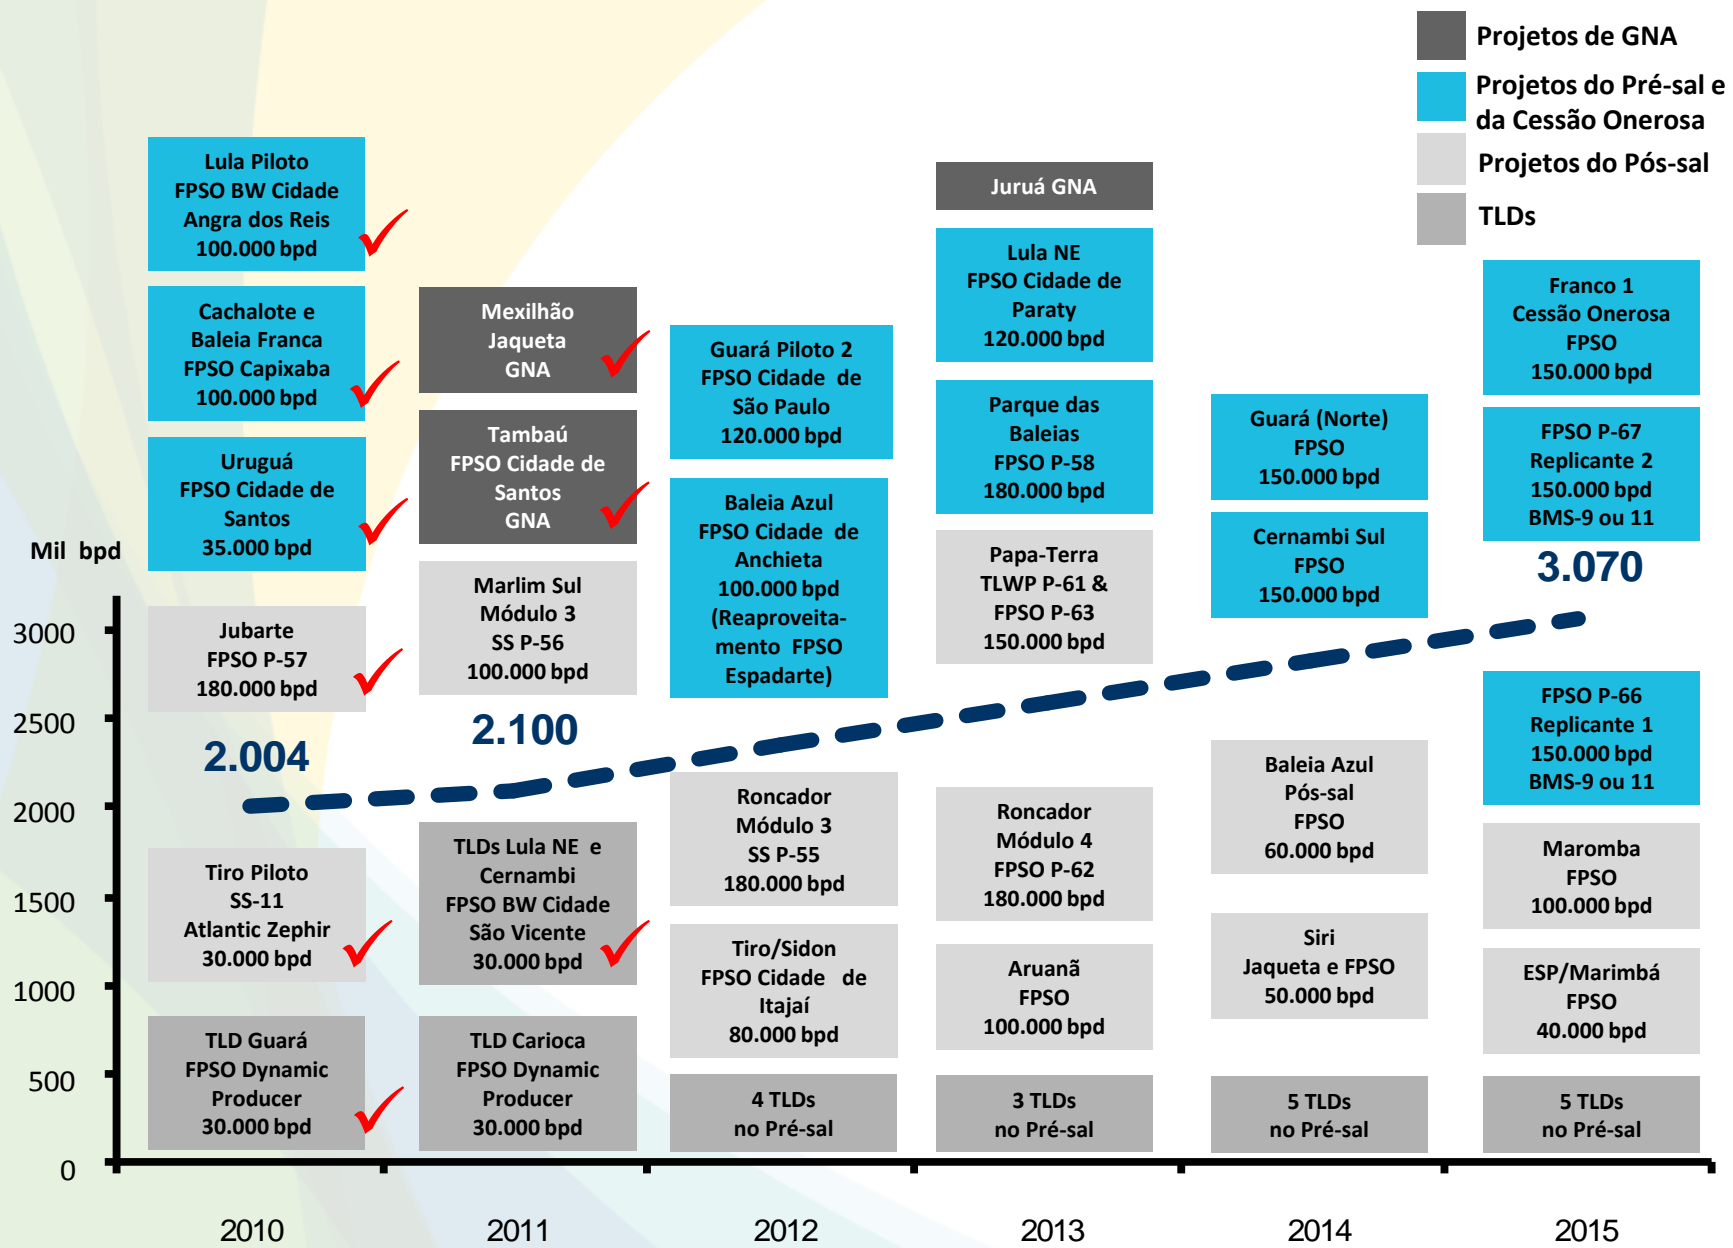 Projetos de GNA
Projetos do Pré-sal e
da Cessão Onerosa
Projetos do Pós-sal
TLDs
Lula Piloto
FPSO BW Cidade
Angra dos Reis
100.000 bpd
Cachalote e
Baleia Franca
FPSO Capixaba
100.000 bpd
Uruguá
FPSO Cidade de
Santos
35.000 bpd
Jubarte
FPSO P-57
180.000 bpd
2.004
Tiro Piloto
SS-11
Atlantic Zephir
30.000 bpd
TLD Guará
FPSO Dynamic
Producer
30.000 bpd
Mexilhão
Jaqueta
GNA
Tambaú
FPSO Cidade de
Santos
GNA
Marlim Sul
Módulo 3
SS P-56
100.000 bpd
2.100
TLDs Lula NE e
Cernambi
FPSO BW Cidade
São Vicente
30.000 bpd
TLD Carioca
FPSO Dynamic
Producer
30.000 bpd
Guará Piloto 2
FPSO Cidade de
São Paulo
120.000 bpd
Baleia Azul
FPSO Cidade de
Anchieta
100.000 bpd
(Reaproveita-
mento FPSO
Espadarte)
Roncador
Módulo 3
SS P-55
180.000 bpd
Tiro/Sidon
FPSO Cidade de
Itajaí
80.000 bpd
4 TLDs
no Pré-sal
Juruá GNA
Lula NE
FPSO Cidade de
Paraty
120.000 bpd
Parque das
Baleias
FPSO P-58
180.000 bpd
Papa-Terra
TLWP P-61 &
FPSO P-63
150.000 bpd
Roncador
Módulo 4
FPSO P-62
180.000 bpd
Aruanã
FPSO
100.000 bpd
3 TLDs
no Pré-sal
Guará (Norte)
FPSO
150.000 bpd
Cernambi Sul
FPSO
150.000 bpd
Baleia Azul
Pós-sal
FPSO
60.000 bpd
Siri
Jaqueta e FPSO
50.000 bpd
5 TLDs
no Pré-sal
Franco 1
Cessão Onerosa
FPSO
150.000 bpd
FPSO P-67
Replicante 2
150.000 bpd
BMS-9 ou 11
3.070
FPSO P-66
Replicante 1
150.000 bpd
BMS-9 ou 11
Maromba
FPSO
100.000 bpd
ESP/Marimbá
FPSO
40.000 bpd
5 TLDs
no Pré-sal
Mil bpd
3000
2500
2000
1500
1000
500
0
2010
2011
2012
2013
2014
2015